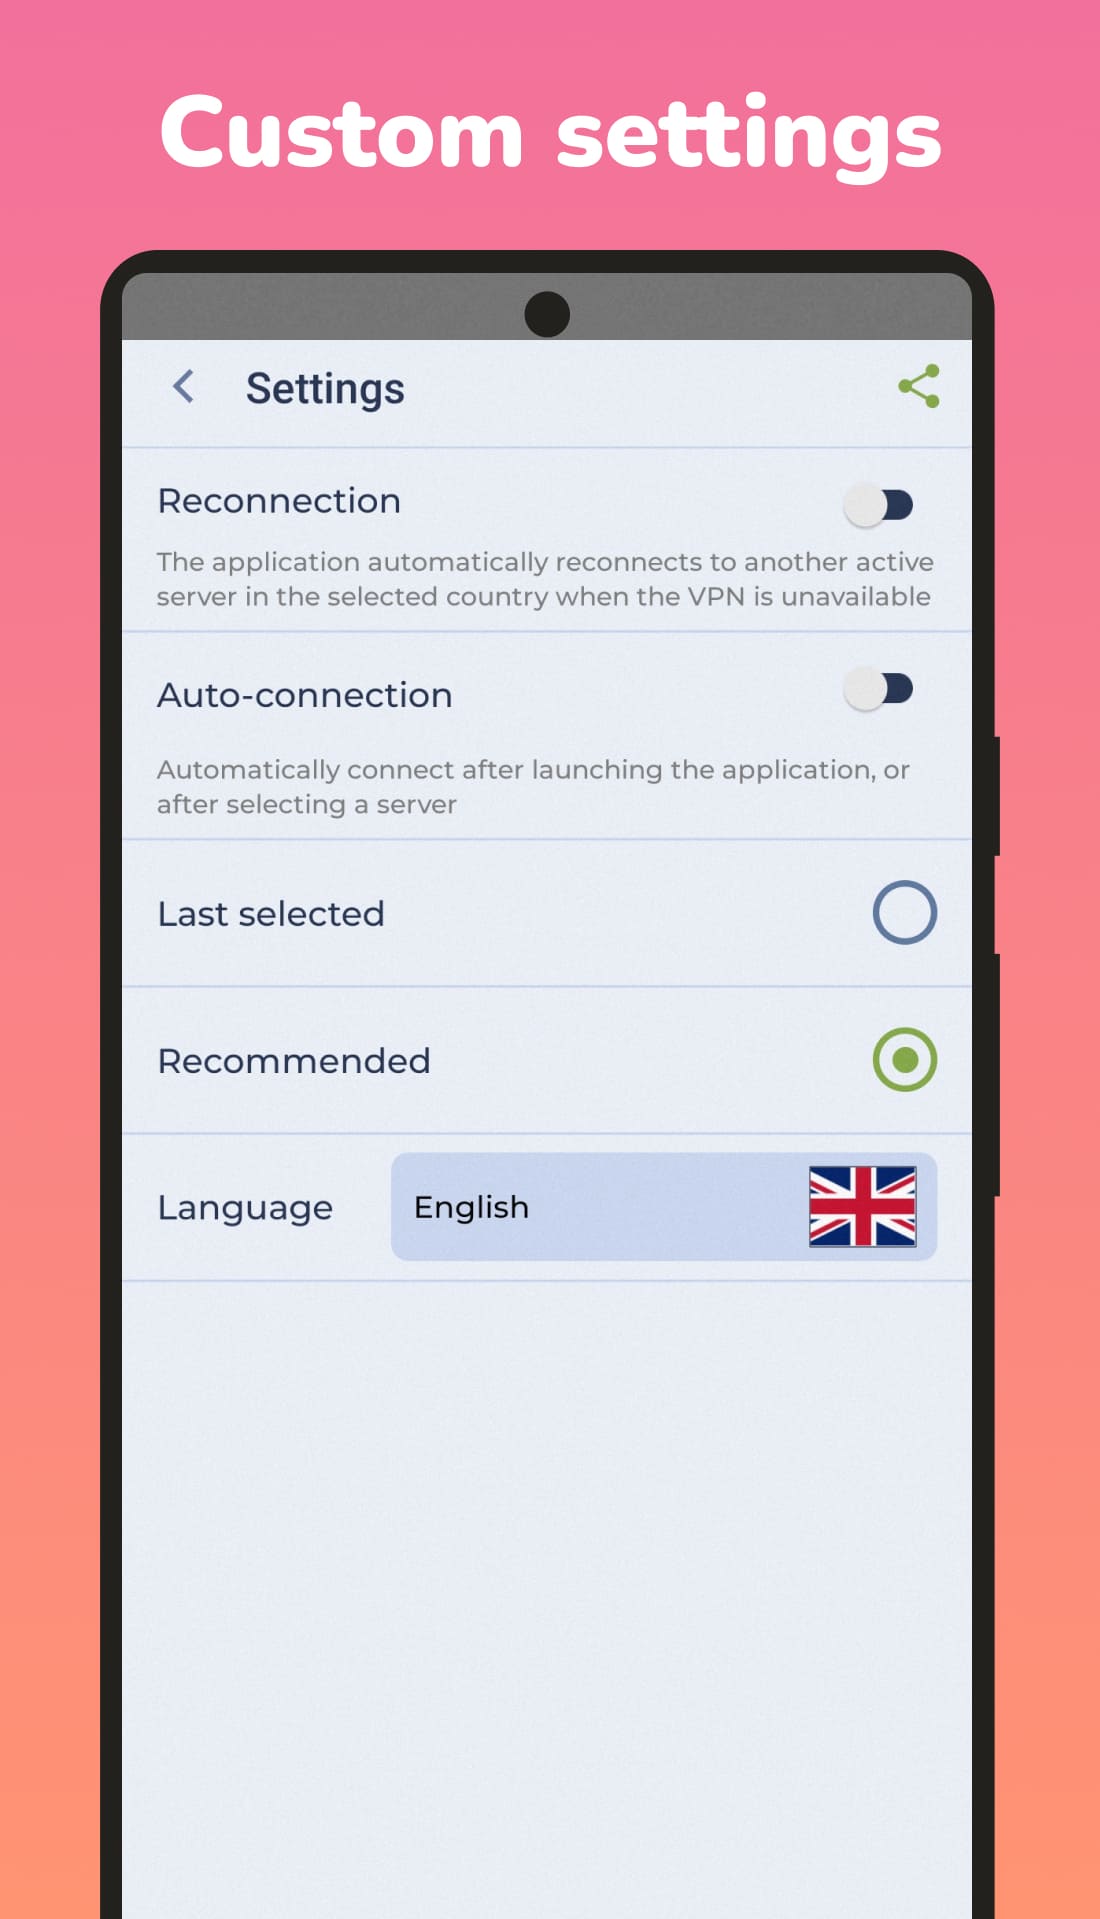 Custom settings
Settings
Reconnection
The application automatically reconnects to another active
server in the selected country when the VPN is unavailable
Auto-connection
Automatically connect after launching the application, or
after selecting a server
Last selected
Recommended
Language
English